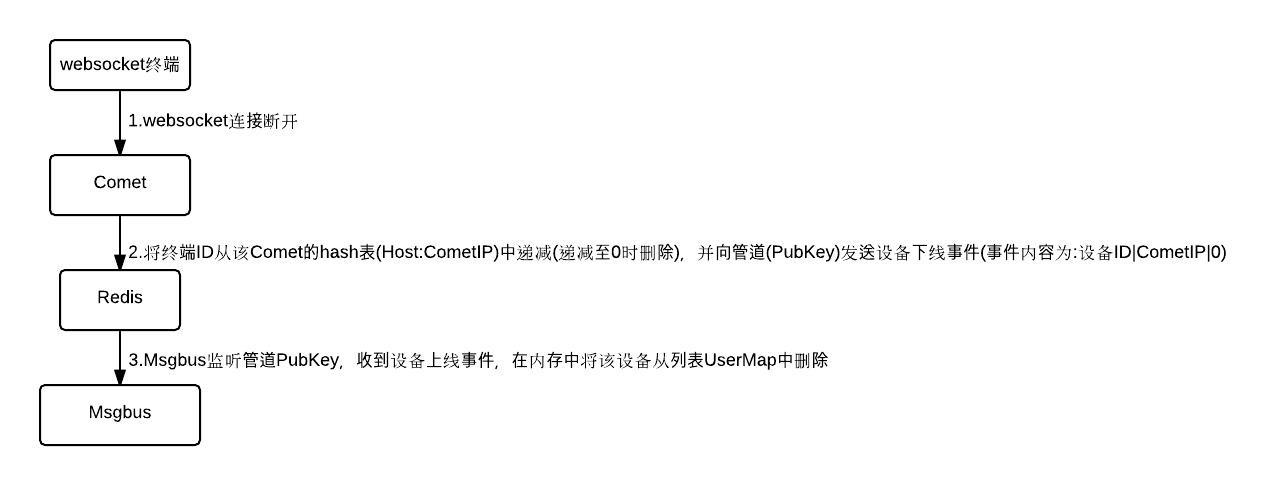 websocket终端
1.websocket连接断开
Comet
2.将终端ID从该Comet的hash表(Host:CometIP)中递减(递减至0时删除)，并向管道(PubKey)发送设备下线事件(事件内容为:设备ID|CometIP|0)
Redis
3.Msgbus监听管道PubKey，收到设备上线事件，在内存中将该设备从列表UserMap中删除
Msgbus